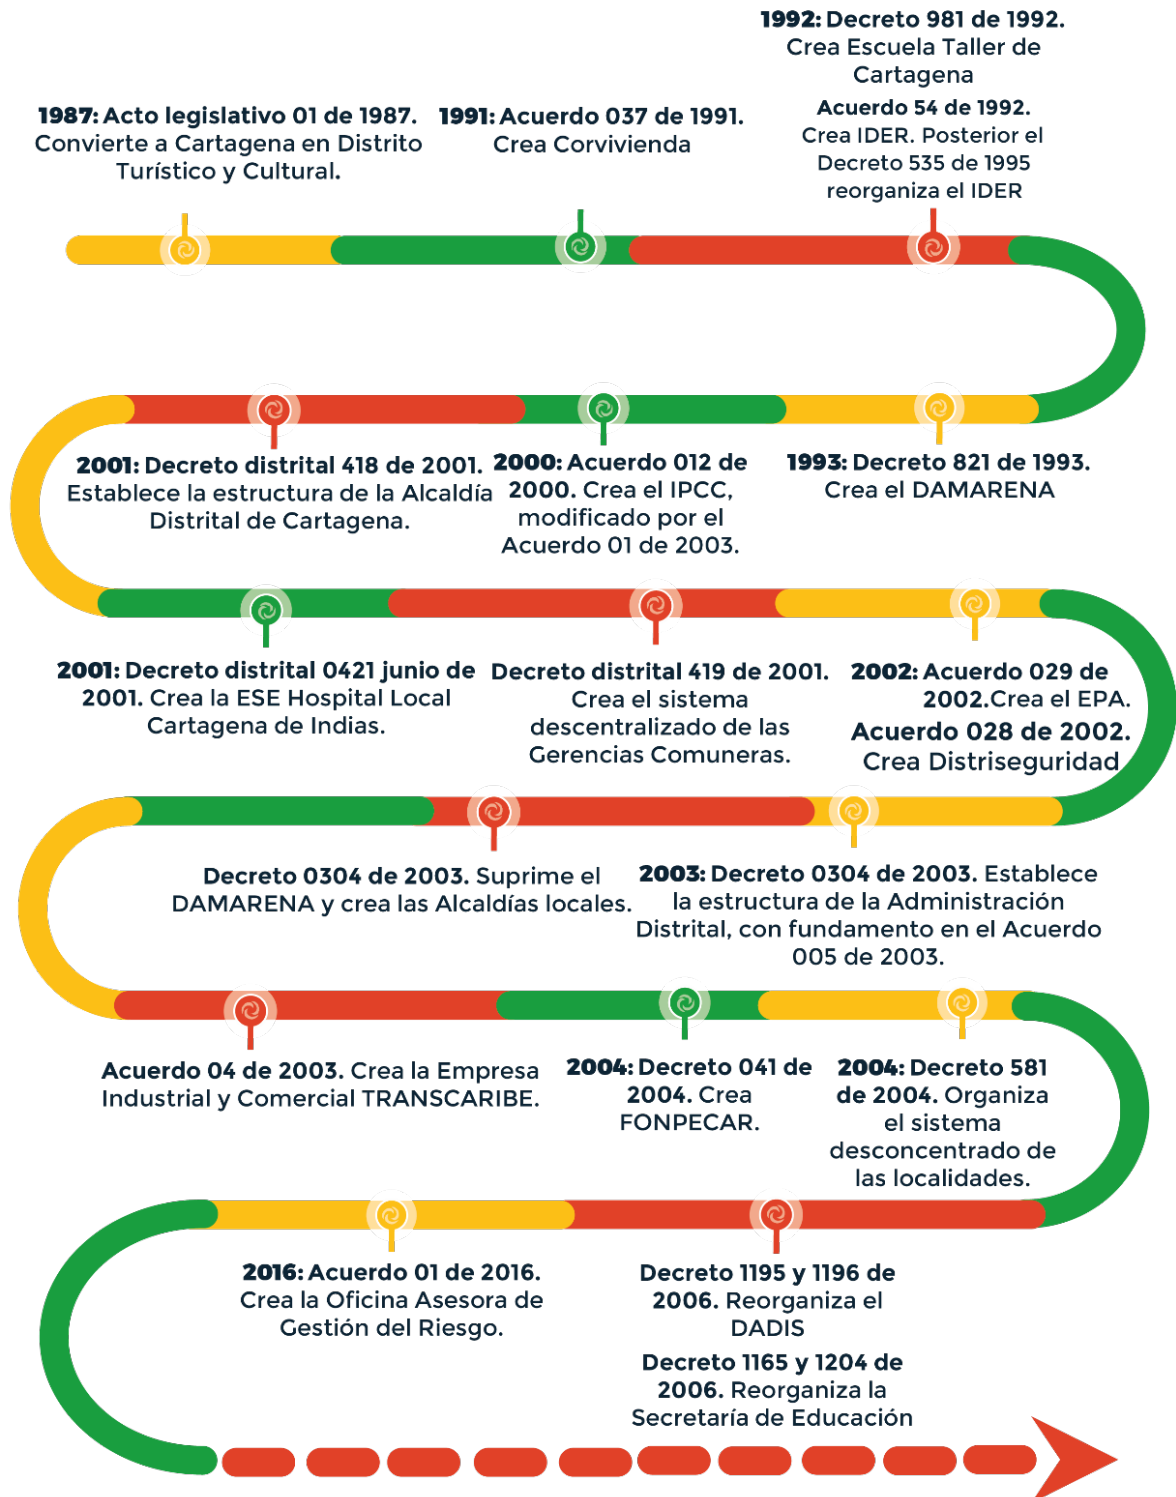 1987: Acto legislativo 01 de 1987.
Convierte a Cartagena en Distrito
Turístico y Cultural.
1991: Acuerdo 037 de 1991.
Crea Corvivienda
1992: Decreto 981 de 1992.
Crea Escuela Taller de
Cartagena
Acuerdo 54 de 1992.
Crea IDER. Posterior el
Decreto 535 de 1995
reorganiza el IDER
1993: Decreto 821 de 1993.
Crea el DAMARENA
2000: Acuerdo 012 de
2000. Crea el IPCC,
modificado por el
Acuerdo 01 de 2003.
2001: Decreto distrital 418 de 2001.
Establece la estructura de la Alcaldía
Distrital de Cartagena.
2001: Decreto distrital 0421 junio de
2001. Crea la ESE Hospital Local
Cartagena de Indias.
Decreto distrital 419 de 2001.
Crea el sistema
descentralizado de las
Gerencias Comuneras.
2002: Acuerdo 029 de
2002.Crea el EPA.
Acuerdo 028 de 2002.
Crea Distriseguridad
2003: Decreto 0304 de 2003. Establece
la estructura de la Administración
Distrital, con fundamento en el Acuerdo
005 de 2003.
Decreto 0304 de 2003. Suprime el
DAMARENA y crea las Alcaldías locales.
Acuerdo 04 de 2003. Crea la Empresa
Industrial y Comercial TRANSCARIBE.
2004: Decreto 041 de
2004. Crea
FONPECAR.
2004: Decreto 581
de 2004. Organiza
el sistema
desconcentrado de
las localidades.
Decreto 1195 y 1196 de
2006. Reorganiza el
DADIS
Decreto 1165 y 1204 de
2006. Reorganiza la
Secretaría de Educación
2016: Acuerdo 01 de 2016.
Crea la Oficina Asesora de
Gestión del Riesgo.